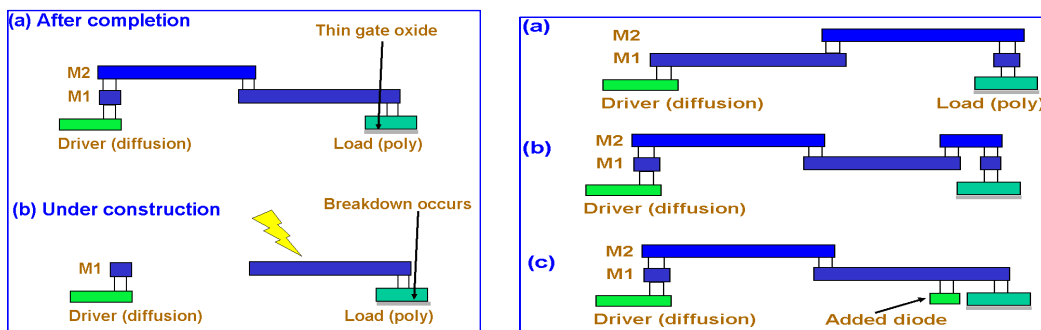 (a) After completion
Thin gate oxide
M2
M1
Driver (diffusion)
Load (poly)
(b) Under construction
Breakdown occurs
M1
Driver (diffusion)
Load (poly)
(a)
M2
M1
Driver (diffusion)
Load (poly)
(b)
M2
M1
Driver (diffusion)
M2
(c)
M1
Driver (diffusion)
Added diode